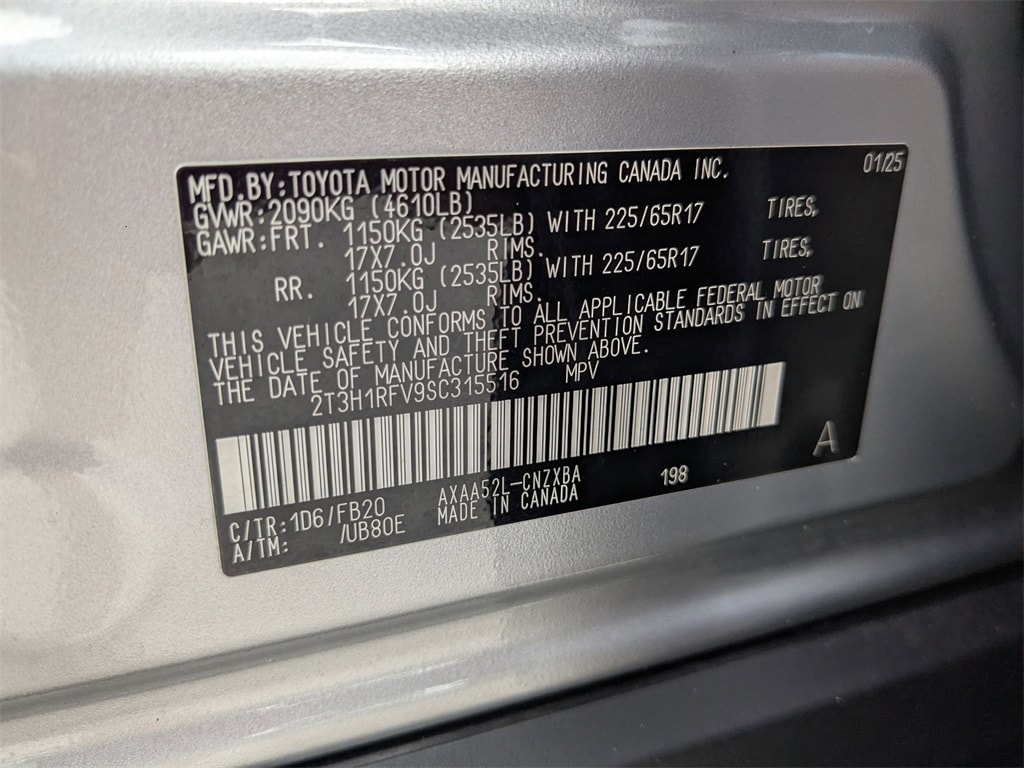 MFD.BY:TOYOTA MOTOR MANUFACTURING CANADA INC. 01/25
GVWR:2090KG (4610LB)
GAWR:FRT. 1150KG (2535LB) WITH 225/65R17 TIRES,
17X7.0J RIMS.
RR. 1150KG (2535LB) WITH 225/65R17 TIRES,
17X7.0J RIMS.
THIS VEHICLE CONFORMS TO ALL APPLICABLE FEDERAL MOTOR
VEHICLE SAFETY AND THEFT PREVENTION STANDARDS IN EFFECT ON
THE DATE OF MANUFACTURE SHOWN ABOVE.
2T3H1RFV9SC315516 MPV
A
C/TR:1D6/FB20 AXAA52L-CNZXBA 198
A/TM: /UB80E MADE IN CANADA